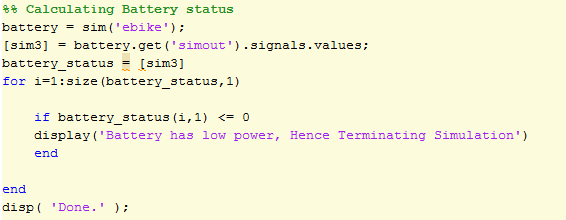 %% Calculating Battery status
battery = sim('ebike');
[sim3] = battery.get('simout').signals.values;
battery_status = [sim3]
for i=1:size(battery_status,1)
if battery_status(i,1) <= 0
display('Battery has low power, Hence Terminating Simulation')
end
end
disp( 'Done.' );